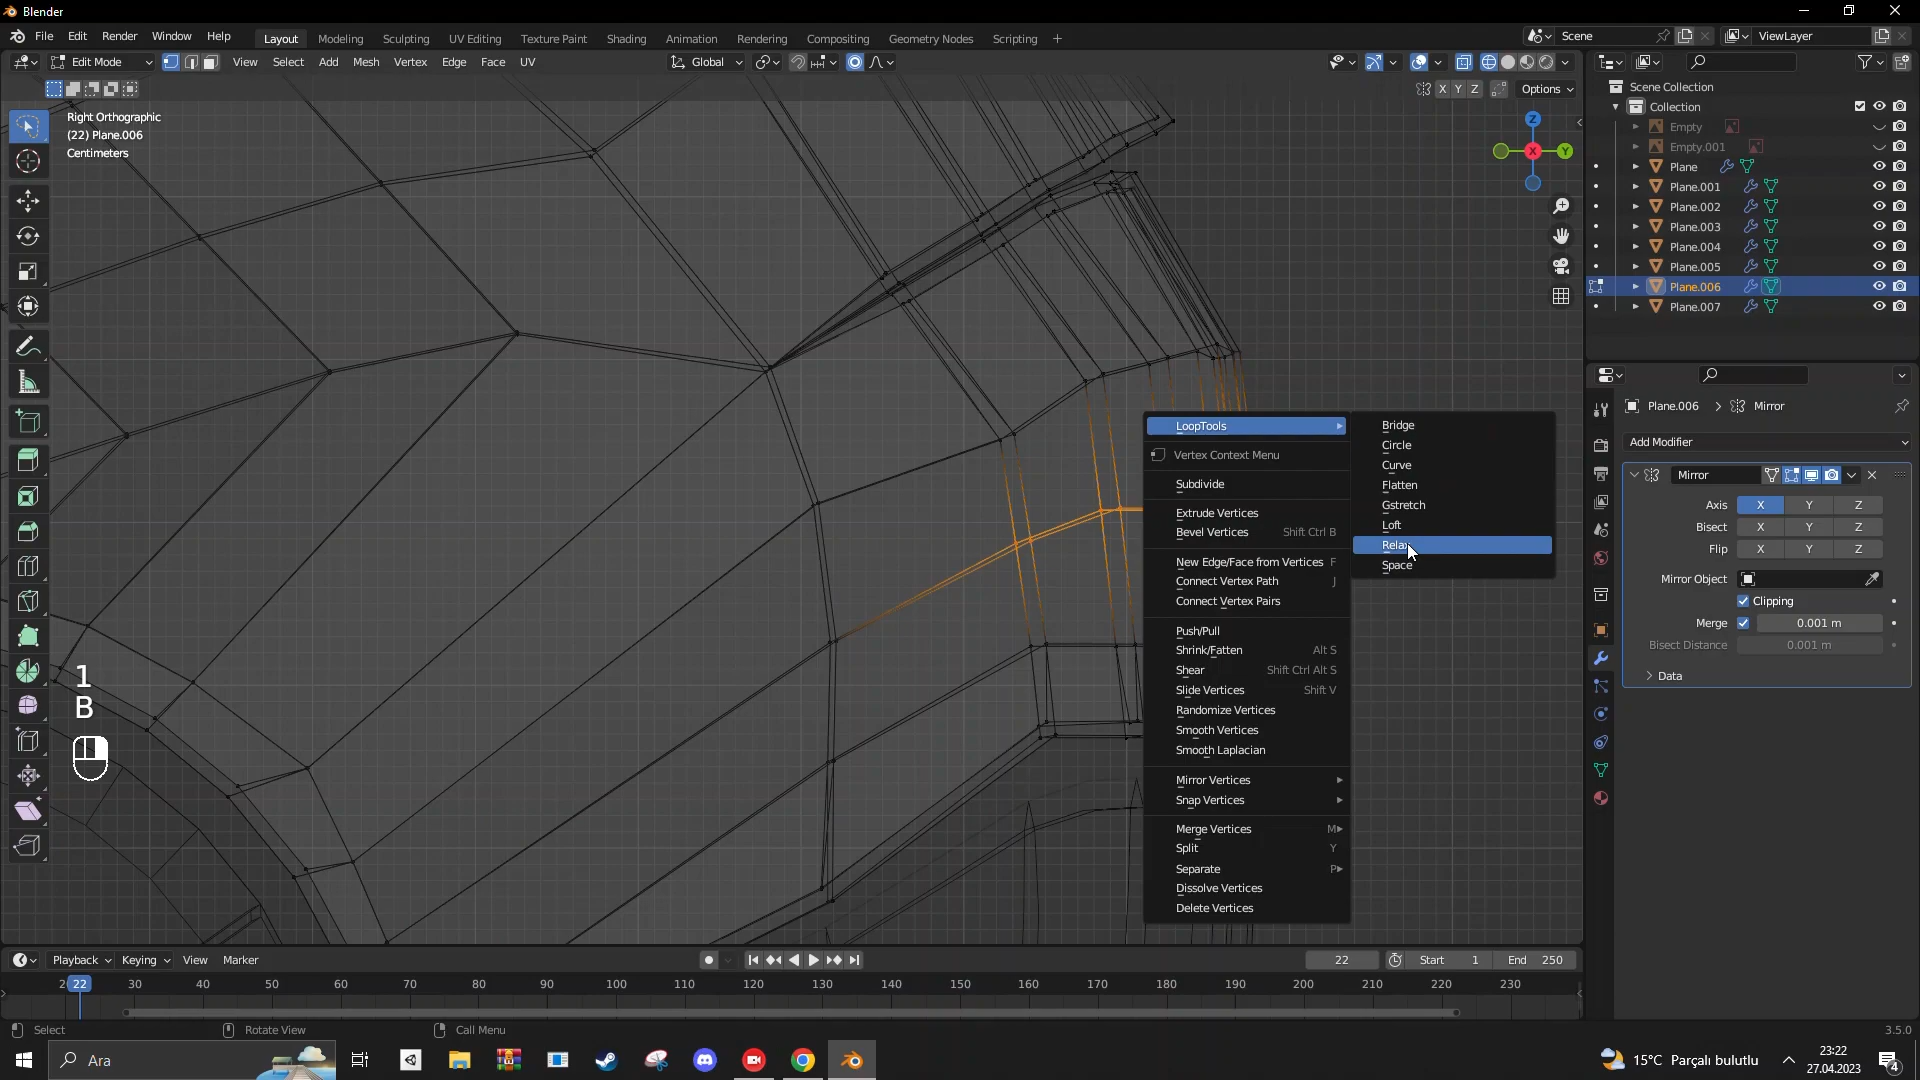 Blender
File Edit Render Window Help
Layout Modeling Sculpting UV Editing Texture Paint Shading Animation Rendering Compositing Geometry Nodes Scripting +
Scene
ViewLayer
Edit Mode
View Select Add Mesh Vertex Edge Face UV
Global
X Y Z
Options
Right Orthographic
(22) Plane.006
Centimeters
Z
X
Y
Scene Collection
Collection
Empty
Empty.001
Plane
Plane.001
Plane.002
Plane.003
Plane.004
Plane.005
Plane.006
Plane.007
Plane.006 > Mirror
Add Modifier
Mirror
Axis X Y Z
Bisect X Y Z
Flip X Y Z
Mirror Object
Clipping
Merge 0.001 m
Bisect Distance 0.001 m
Data
LoopTools
Vertex Context Menu
Subdivide
Extrude Vertices
Bevel Vertices Shift Ctrl B
New Edge/Face from Vertices F
Connect Vertex Path J
Connect Vertex Pairs
Push/Pull
Shrink/Fatten Alt S
Shear Shift Ctrl Alt S
Slide Vertices Shift V
Randomize Vertices
Smooth Vertices
Smooth Laplacian
Mirror Vertices
Snap Vertices
Merge Vertices M
Split Y
Separate P
Dissolve Vertices
Delete Vertices
Bridge
Circle
Curve
Flatten
Gstretch
Loft
Relax
Space
1
B
Playback Keying View Marker
22
Start 1
End 250
22 30 40 50 60 70 80 90 100 110 120 130 140 150 160 170 180 190 200 210 220 230
Select
Rotate View
Call Menu
3.5.0
Ara
15°C Parçalı bulutlu
23:22
27.04.2023
4